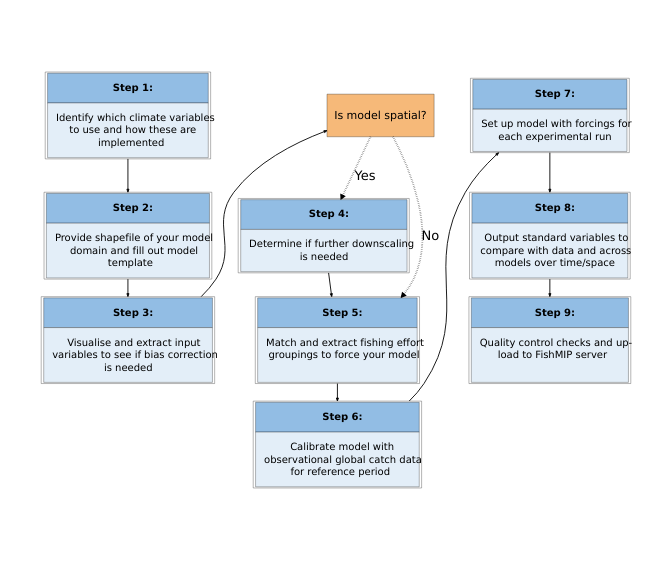 Step 1:
Identify which climate variables
to use and how these are
implemented
Step 2:
Provide shapefile of your model
domain and fill out model
template
Step 3:
Visualise and extract input
variables to see if bias correction
is needed
Is model spatial?
Yes
No
Step 4:
Determine if further downscaling
is needed
Step 5:
Match and extract fishing effort
groupings to force your model
Step 6:
Calibrate model with
observational global catch data
for reference period
Step 7:
Set up model with forcings for
each experimental run
Step 8:
Output standard variables to
compare with data and across
models over time/space
Step 9:
Quality control checks and up-
load to FishMIP server